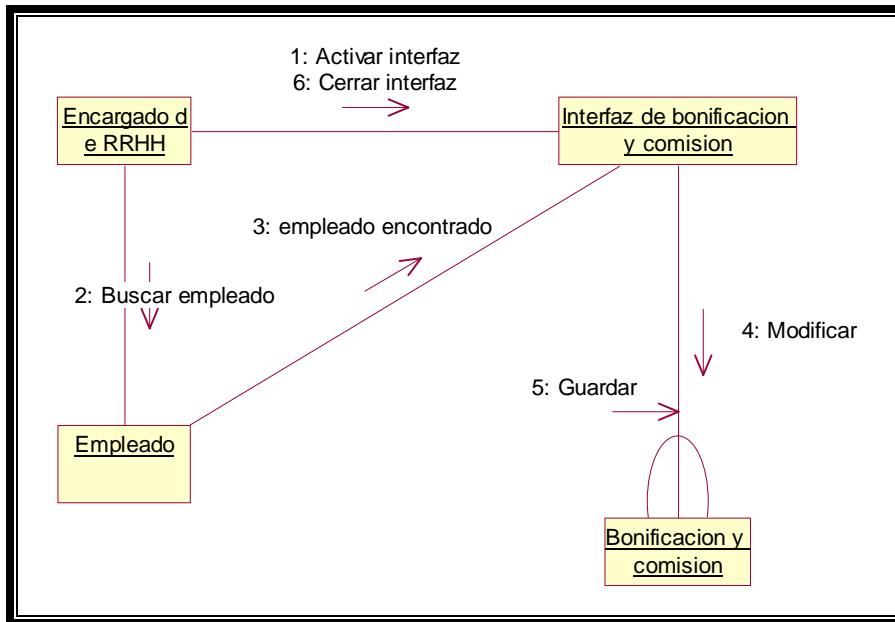 1: Activar interfaz
6: Cerrar interfaz
Encargado d
e RRHH
Interfaz de bonificacion
y comision
3: empleado encontrado
2: Buscar empleado
4: Modificar
5: Guardar
Empleado
Bonificacion y
comision